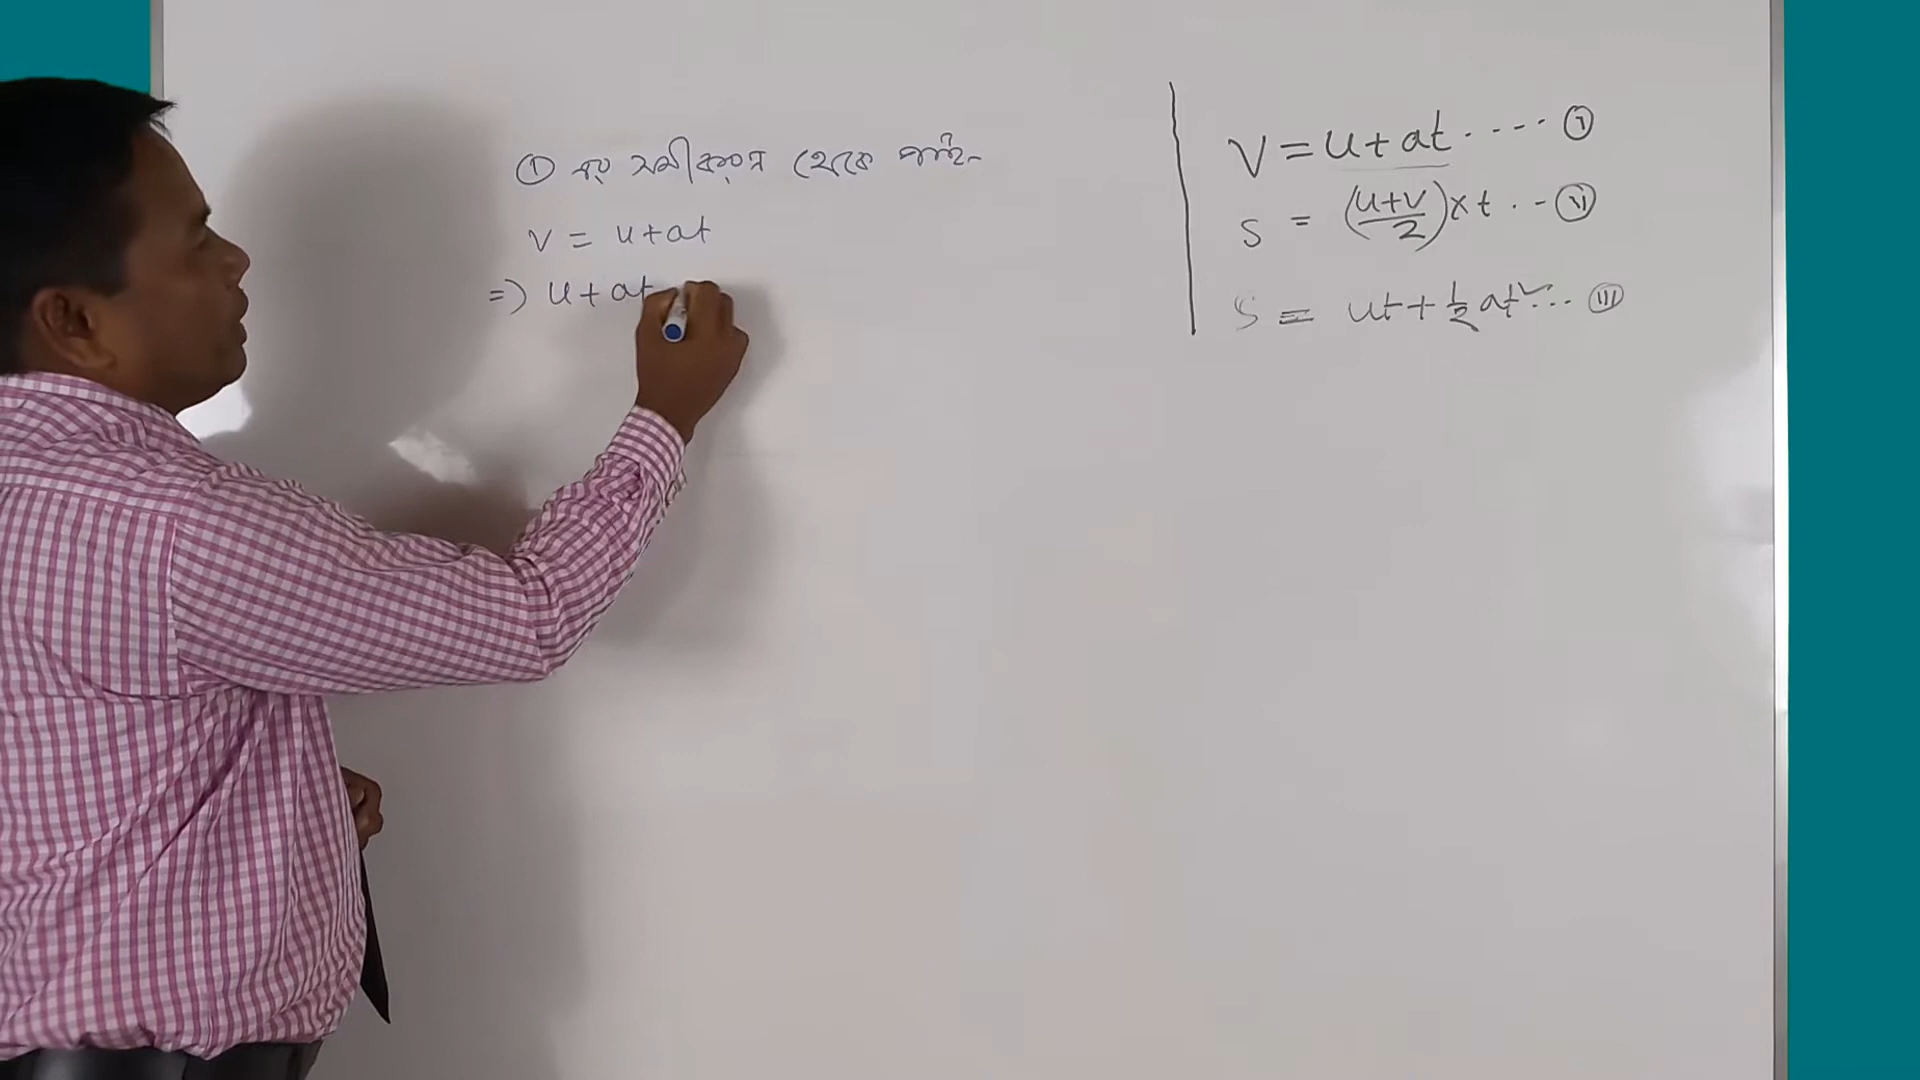 ① নং সমীকরণ থেকে পাই-
v = u+at
=> u+at
V = u+at ---- ⓘ
s = (u+v/2)×t .. - ⓘⓘ
S = ut+½at² ... ⓘⓘⓘ